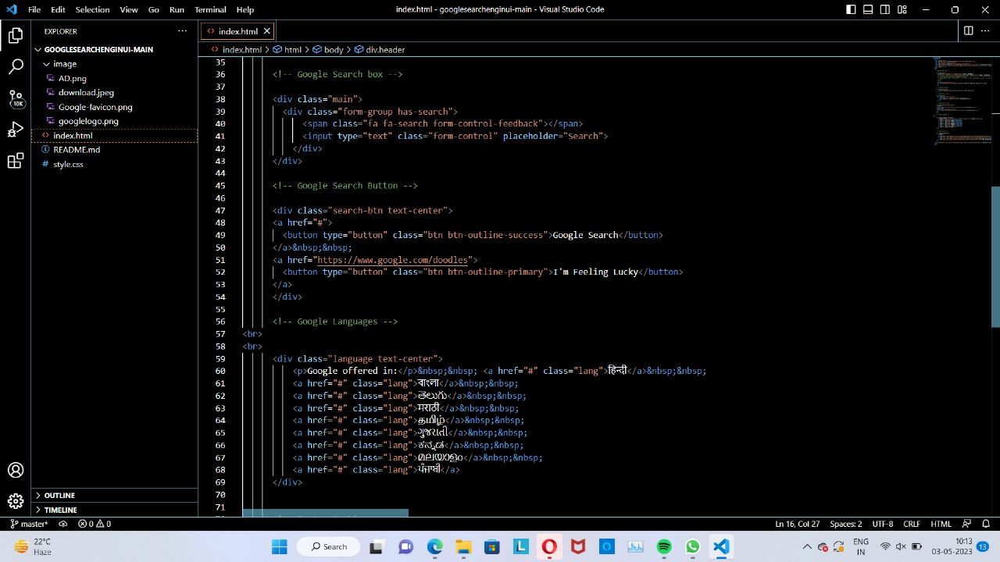 File Edit Selection View Go Run Terminal Help
index.html - googlesearchenginui-main - Visual Studio Code
EXPLORER
GOOGLESEARCHENGINUI-MAIN
image
AD.png
download.jpeg
google-favicon.png
googlelogo.png
index.html
README.md
style.css
OUTLINE
TIMELINE
10K
index.html
index.html > html > body > div.header
35
36 <!-- Google search box -->
37
38 <div class="main">
39 <div class="form-group has-search">
40 <span class="fa fa-search form-control-feedback"></span>
41 <input type="text" class="form-control" placeholder="Search">
42 </div>
43 </div>
44
45 <!-- Google Search Button -->
46
47 <div class="search-btn text-center">
48 <a href="#">
49 <button type="button" class="btn btn-outline-success">Google Search</button>
50 </a>&nbsp;&nbsp;
51 <a href="https://www.google.com/doodles">
52 <button type="button" class="btn btn-outline-primary">I'm Feeling Lucky</button>
53 </a>
54 </div>
55
56 <!-- Google Languages -->
57 <br>
58 <br>
59 <div class="language text-center">
60 <p>Google offered in:</p>&nbsp;&nbsp; <a href="#" class="lang">हिन्दी</a>&nbsp;&nbsp;
61 <a href="#" class="lang">বাংলা</a>&nbsp;&nbsp;
62 <a href="#" class="lang">తెలుగు</a>&nbsp;&nbsp;
63 <a href="#" class="lang">मराठी</a>&nbsp;&nbsp;
64 <a href="#" class="lang">தமிழ்</a>&nbsp;&nbsp;
65 <a href="#" class="lang">ગુજરાતી</a>&nbsp;&nbsp;
66 <a href="#" class="lang">ಕನ್ನಡ</a>&nbsp;&nbsp;
67 <a href="#" class="lang">മലയാളം</a>&nbsp;&nbsp;
68 <a href="#" class="lang">ਪੰਜਾਬੀ</a>
69 </div>
70
71
master* 0 0 Ln 16, Col 27 Spaces: 2 UTF-8 CRLF HTML
22°C
Haze
Search
ENG
IN
10:13
03-05-2023
13